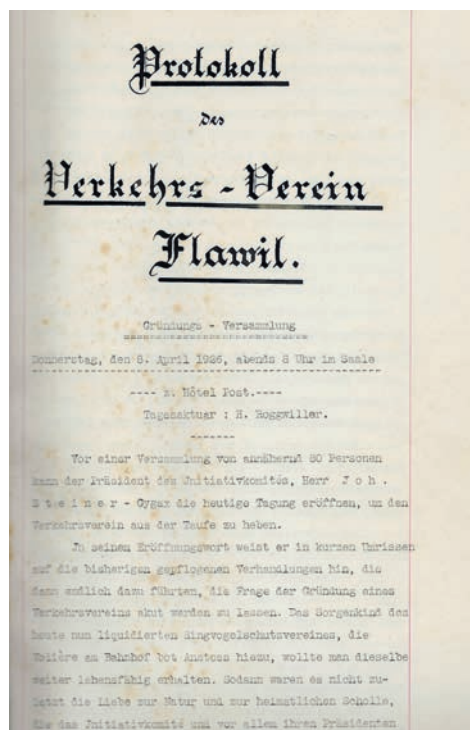 Protokoll
des
Verkehrs - Verein
Flawil.
Gründungs - Versammlung
Donnerstag, den 8. April 1926, abends 8 Uhr im Saale
---- z. Hôtel Post.----
Tagesaktuar : H. Roggwiller.
Vor einer Versammlung von annähernd 80 Personen
kann der Präsident des Initiativkomités, Herr J o h .
S t e i n e r - Gygax die heutige Tagung eröffnen, um den
Verkehrsverein aus der Taufe zu heben.
Jn seinen Eröffnungswort weist er in kurzen Umrissen
auf die bisherigen gepflogenen Verhandlungen hin, die
dann endlich dazu führten, die Frage der Gründung eines
Verkehrsvereins akut werden zu lassen. Das Sorgenkind des
heute nun liquidierten Singvogelschutzvereines, die
Volière am Bahnhof bot Anstoss hiezu, wollte man dieselbe
weiter lebensfähig erhalten. Sodann waren es nicht zu-
letzt die Liebe zur Natur und zur heimatlichen Scholle,
die das Jnitiativkomité und vor allem ihren Präsidenten